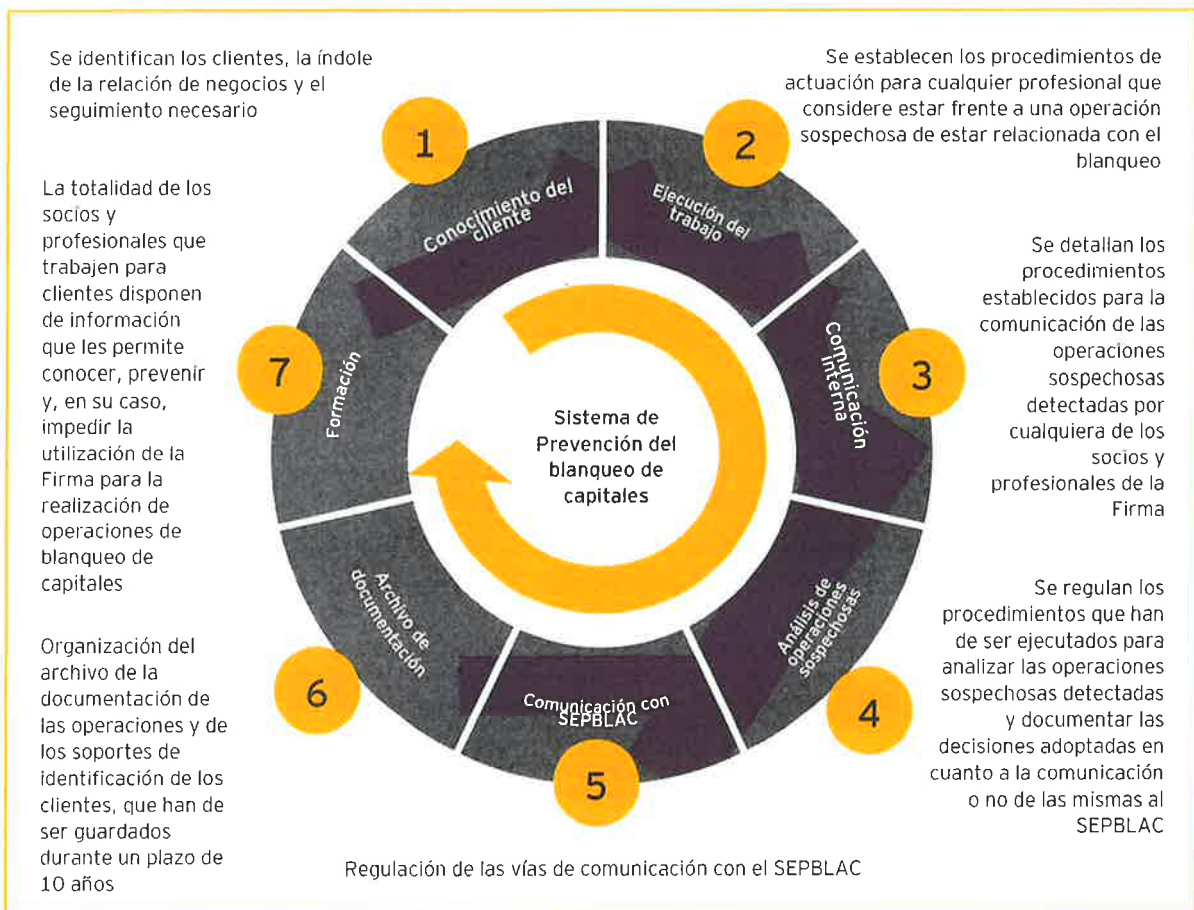 Se identifican los clientes, la índole
de la relación de negocios y el
seguimiento necesario
1
Conocimiento del
cliente
Se establecen los procedimientos de
actuación para cualquier profesional que
considere estar frente a una operación
sospechosa de estar relacionada con el
blanqueo
2
Ejecución del
trabajo
Se detallan los
procedimientos
establecidos para la
comunicación de las
operaciones
sospechosas
detectadas por
cualquiera de los
socios y
profesionales de la
Firma
3
Comunicación
interna
Se regulan los
procedimientos que han
de ser ejecutados para
analizar las operaciones
sospechosas detectadas
y documentar las
decisiones adoptadas en
cuanto a la comunicación
o no de las mismas al
SEPBLAC
4
Análisis de
operaciones
sospechosas
5
Comunicación con
SEPBLAC
Regulación de las vías de comunicación con el SEPBLAC
6
Archivo de
documentación
Organización del
archivo de la
documentación de
las operaciones y de
los soportes de
identificación de los
clientes, que han de
ser guardados
durante un plazo de
10 años
7
Formación
La totalidad de los
socios y
profesionales que
trabajen para
clientes disponen
de información
que les permite
conocer, prevenir
y, en su caso,
impedir la
utilización de la
Firma para la
realización de
operaciones de
blanqueo de
capitales
Sistema de
Prevención del
blanqueo de
capitales